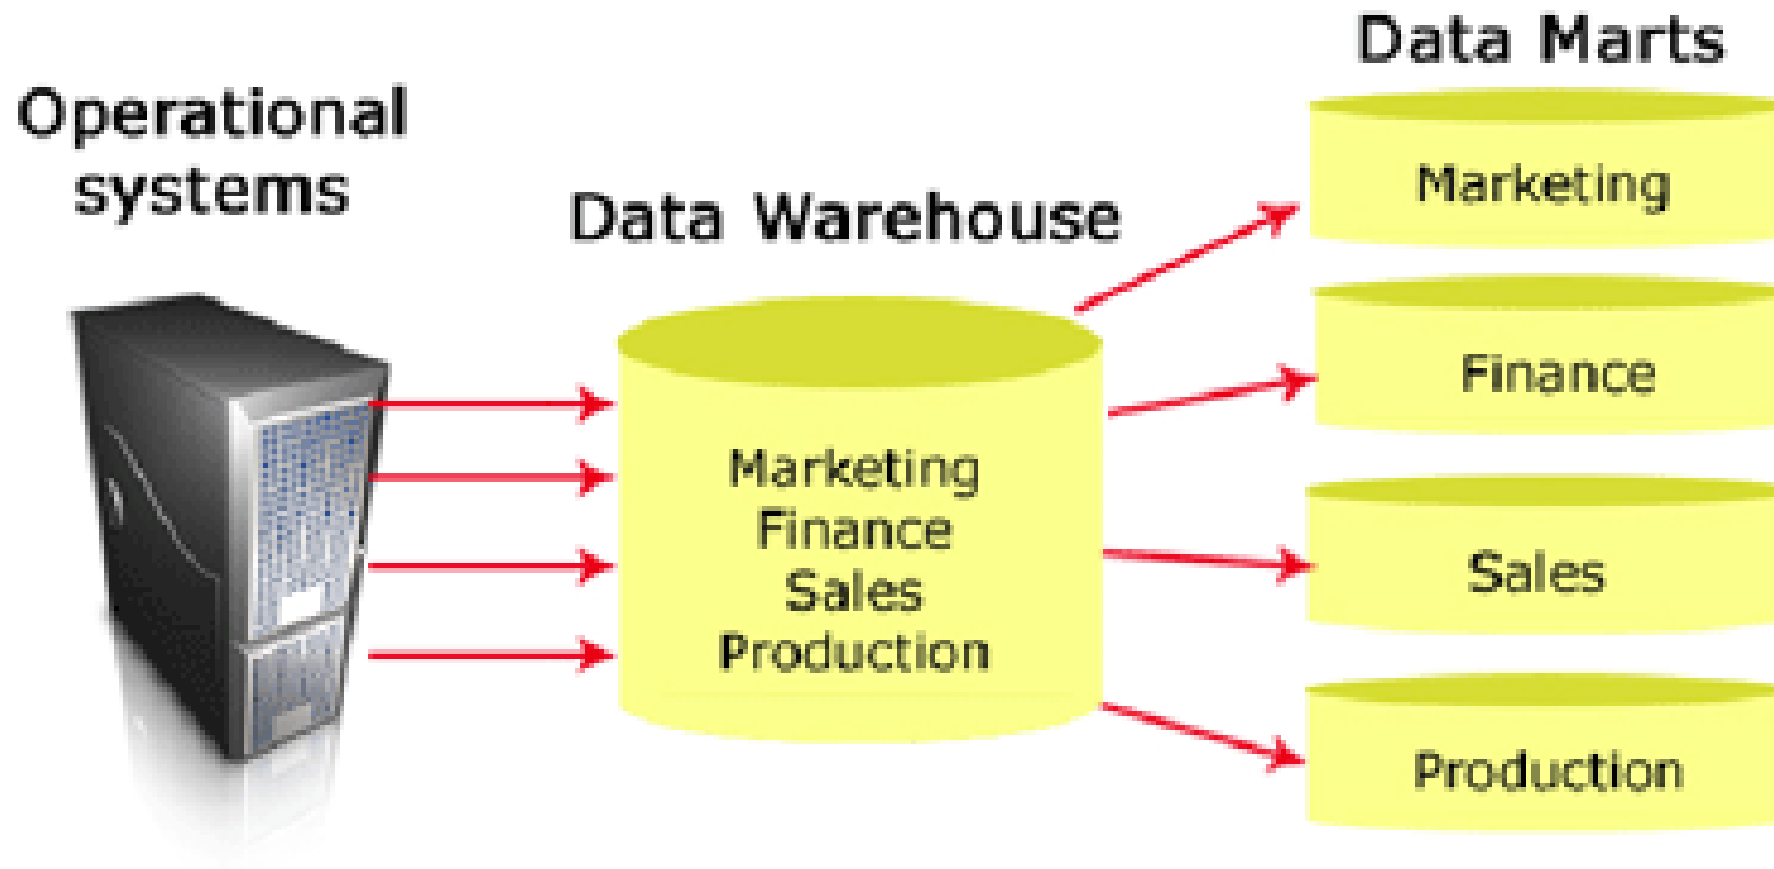 Operational
systems
Data Warehouse
Marketing
Finance
Sales
Production
Data Marts
Marketing
Finance
Sales
Production